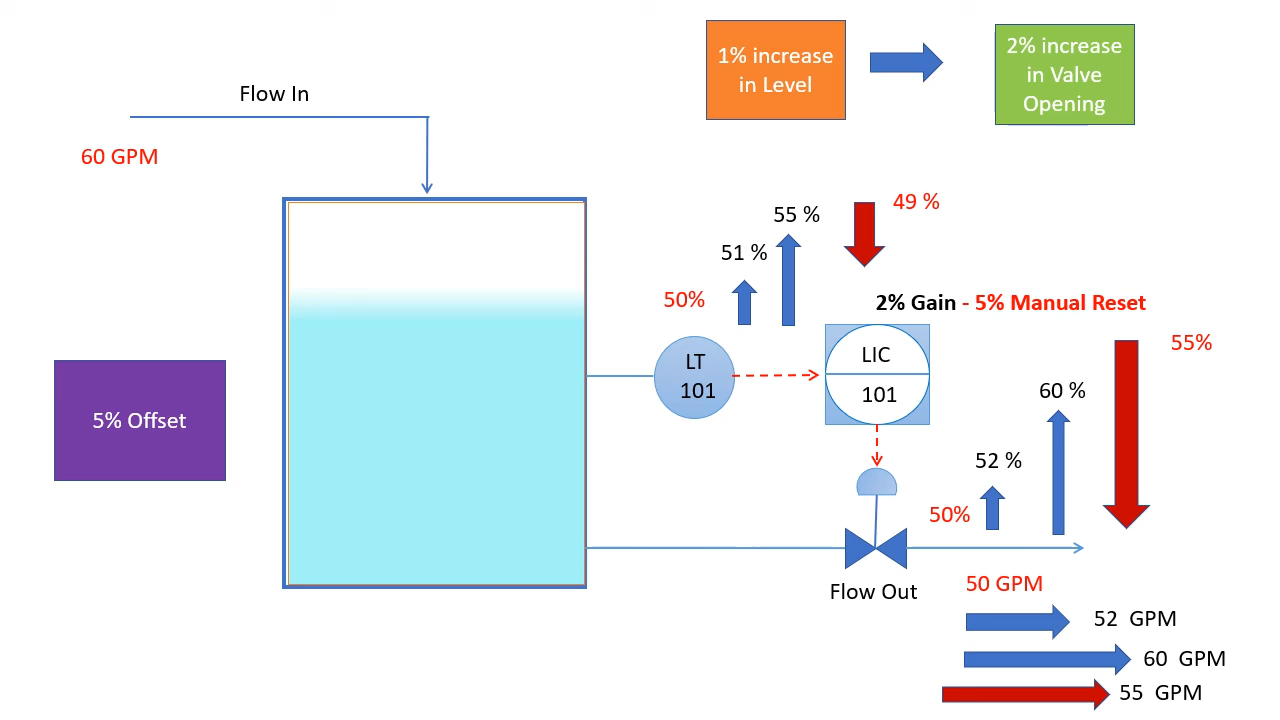 1% increase
in Level
2% increase
in Valve
Opening
Flow In
60 GPM
49 %
55 %
51 %
50%
2% Gain - 5% Manual Reset
55%
LT
101
LIC
101
60 %
5% Offset
52 %
50%
Flow Out
50 GPM
52 GPM
60 GPM
55 GPM